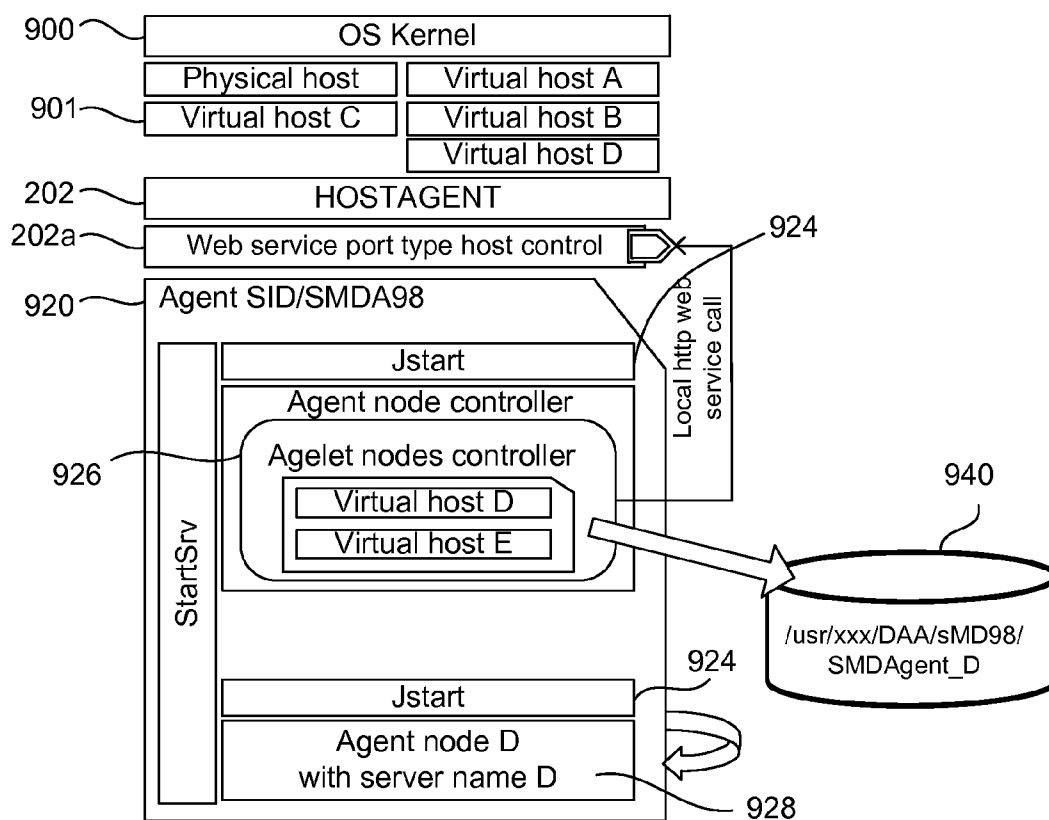 900
OS Kernel
Physical host
Virtual host A
901
Virtual host C
Virtual host B
Virtual host D
202
HOSTAGENT
202a
Web service port type host control
924
920
Agent SID/SMDA98
Local http web
service call
Jstart
Agent node controller
926
Agelet nodes controller
Virtual host D
Virtual host E
StartSrv
940
/usr/xxx/DAA/sMD98/
SMDAgent_D
924
Jstart
Agent node D
with server name D
928